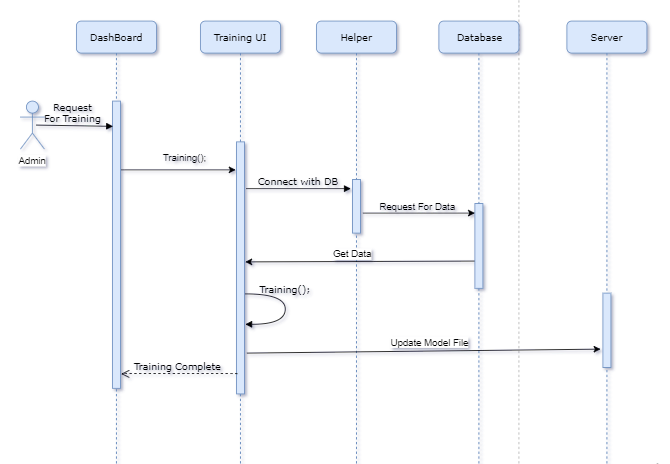 DashBoard
Training UI
Helper
Database
Server
Request
For Training
Admin
Training();
Connect with DB
Request For Data
Get Data
Training();
Update Model File
Training Complete